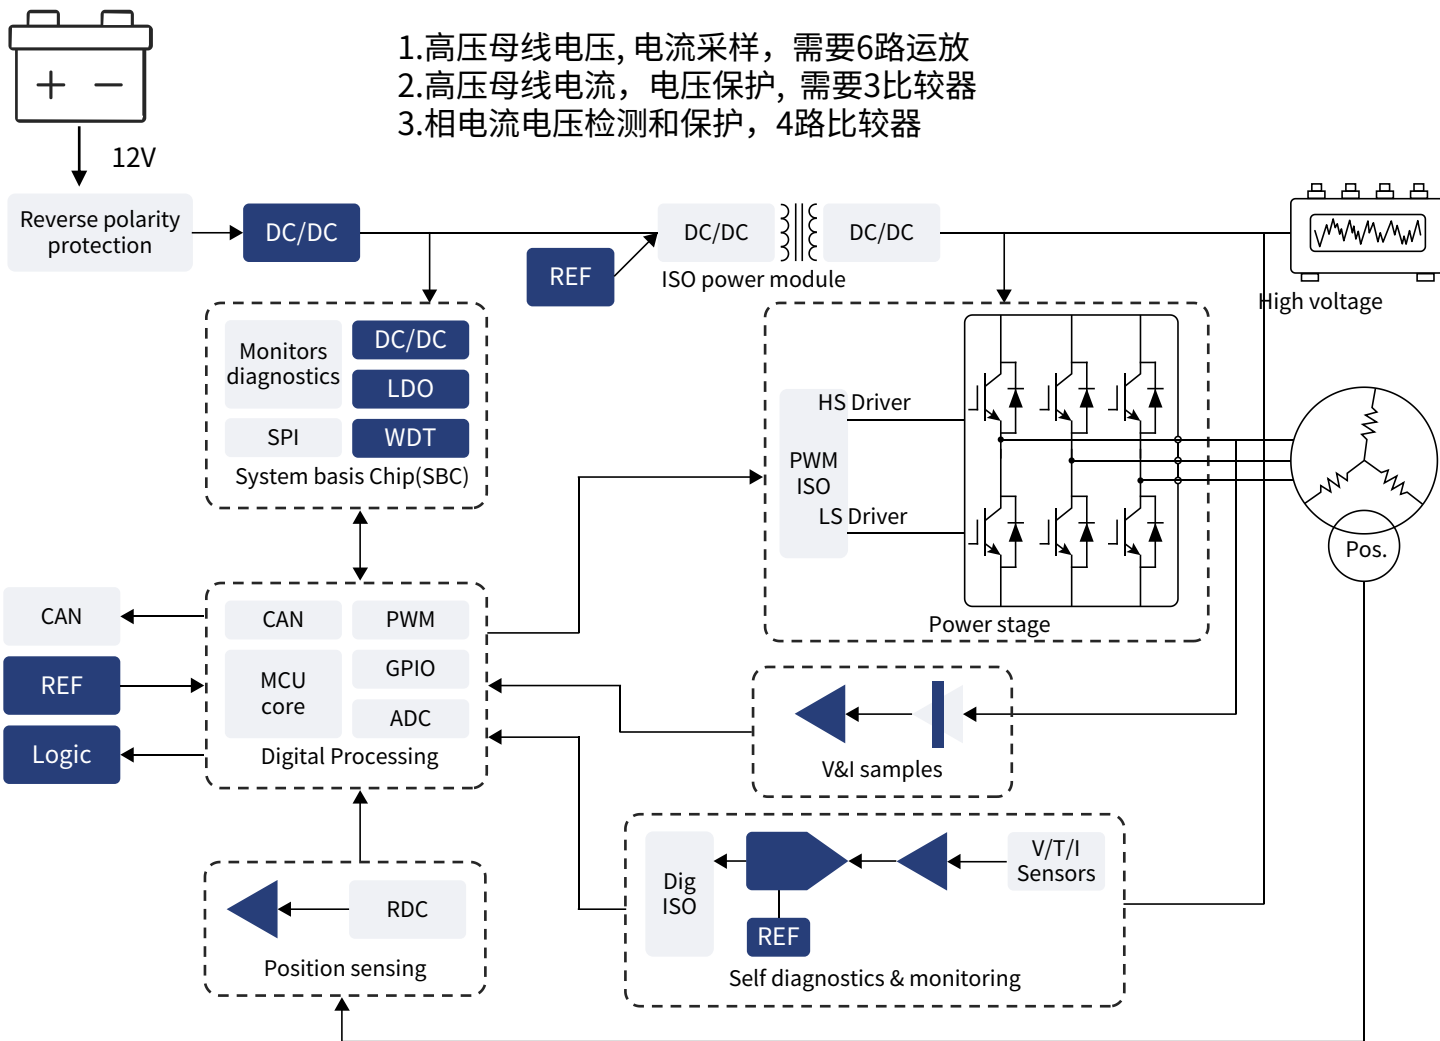 1.高压母线电压, 电流采样，需要6路运放
2.高压母线电流，电压保护, 需要3比较器
3.相电流电压检测和保护，4路比较器
12V
Reverse polarity
protection
DC/DC
REF
DC/DC
DC/DC
ISO power module
High voltage
Monitors
diagnostics
DC/DC
LDO
SPI
WDT
System basis Chip(SBC)
HS Driver
PWM
ISO
LS Driver
Power stage
Pos.
CAN
REF
Logic
CAN
PWM
MCU
core
GPIO
ADC
Digital Processing
V&I samples
RDC
Position sensing
Dig
ISO
REF
V/T/I
Sensors
Self diagnostics & monitoring